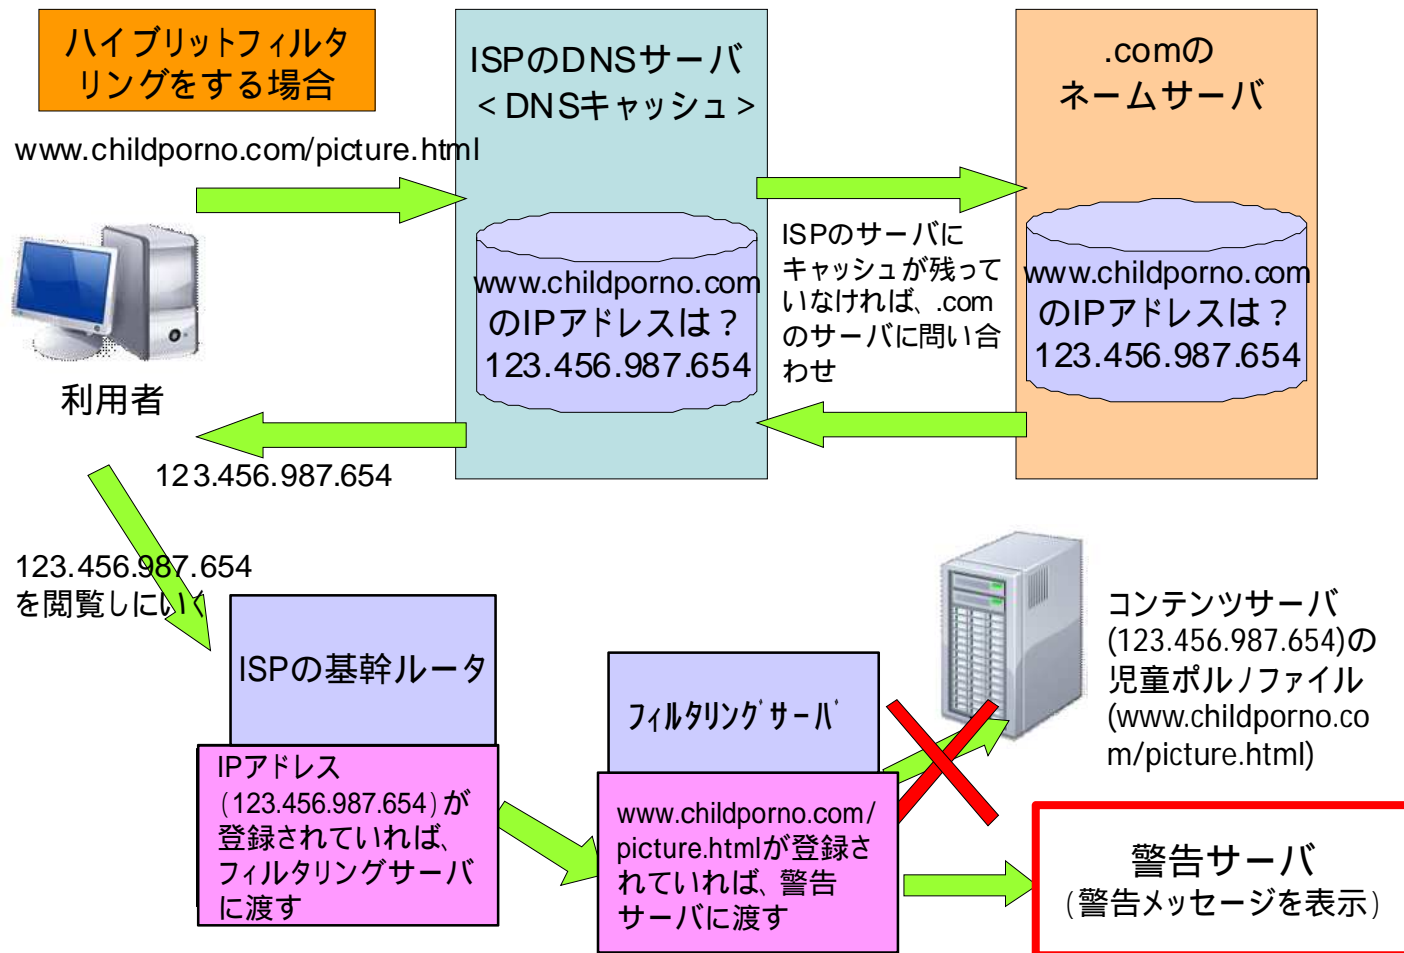 ハイブリットフィルタ
リングをする場合
www.childporno.com/picture.html
ISPのDNSサーバ
＜DNSキャッシュ＞
.comの
ネームサーバ
www.childporno.com
のIPアドレスは？
123.456.987.654
ISPのサーバに
キャッシュが残って
いなければ、.com
のサーバに問い合
わせ
www.childporno.com
のIPアドレスは？
123.456.987.654
利用者
123.456.987.654
123.456.987.654
を閲覧しにいく
ISPの基幹ルータ
IPアドレス
（123.456.987.654）が
登録されていれば、
フィルタリングサーバ
に渡す
フィルタリングサーバ
www.childporno.com/
picture.htmlが登録さ
れていれば、警告
サーバに渡す
コンテンツサーバ
(123.456.987.654)の
児童ポルノファイル
(www.childporno.co
m/picture.html)
警告サーバ
（警告メッセージを表示）